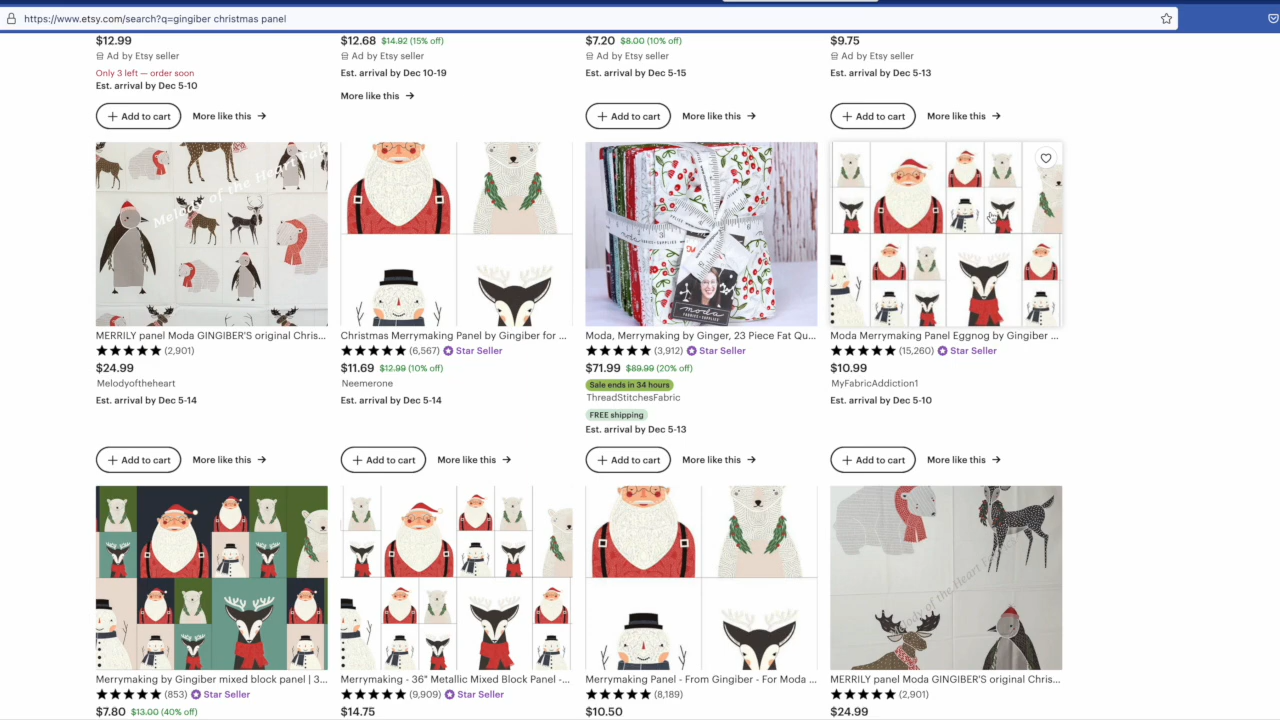 https://www.etsy.com/search?q=gingiber christmas panel
$12.99
Ad by Etsy seller
Only 3 left — order soon
Est. arrival by Dec 5-10
Add to cart
More like this →
$12.68 $14.92 (15% off)
Ad by Etsy seller
Est. arrival by Dec 10-19
More like this →
$7.20 $8.00 (10% off)
Ad by Etsy seller
Est. arrival by Dec 5-15
Add to cart
More like this →
$9.75
Ad by Etsy seller
Est. arrival by Dec 5-13
Add to cart
More like this →
Melody of the Heart Fab
MERRILY panel Moda GINGIBER'S original Chris...
(2,901)
$24.99
Melodyoftheheart
Est. arrival by Dec 5-14
Add to cart
More like this →
Christmas Merrymaking Panel by Gingiber for ...
(6,567) Star Seller
$11.69 $12.99 (10% off)
Neemerone
Est. arrival by Dec 5-14
Add to cart
More like this →
moda
FABRICS + SUPPLIES
Moda, Merrymaking by Ginger, 23 Piece Fat Qu...
(3,912) Star Seller
$71.99 $89.99 (20% off)
Sale ends in 34 hours
ThreadStitchesFabric
FREE shipping
Est. arrival by Dec 5-13
Add to cart
More like this →
Moda Merrymaking Panel Eggnog by Gingiber ...
(15,260) Star Seller
$10.99
MyFabricAddiction1
Est. arrival by Dec 5-10
Add to cart
More like this →
Merrymaking by Gingiber mixed block panel | 3...
(853) Star Seller
$7.80 $13.00 (40% off)
Merrymaking - 36" Metallic Mixed Block Panel -...
(9,909) Star Seller
$14.75
Merrymaking Panel - From Gingiber - For Moda ...
(8,189)
$10.50
Melody of the Heart
MERRILY panel Moda GINGIBER'S original Chris...
(2,901)
$24.99